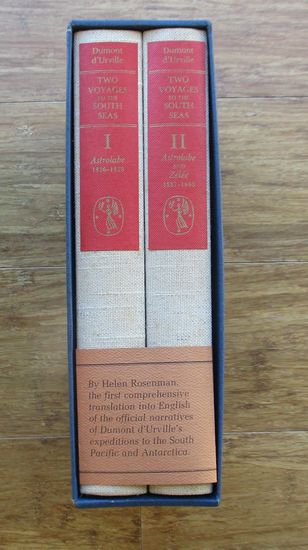 Dumont
d'Urville
TWO
VOYAGES
TO THE
SOUTH
SEAS
I
Astrolabe
1826–1829
Dumont
d'Urville
TWO
VOYAGES
TO THE
SOUTH
SEAS
II
Astrolabe
and
Zélée
1837–1840
By Helen Rosenman,
the first comprehensive
translation into English
of the official narratives
of Dumont d'Urville's
expeditions to the South
Pacific and Antarctica.